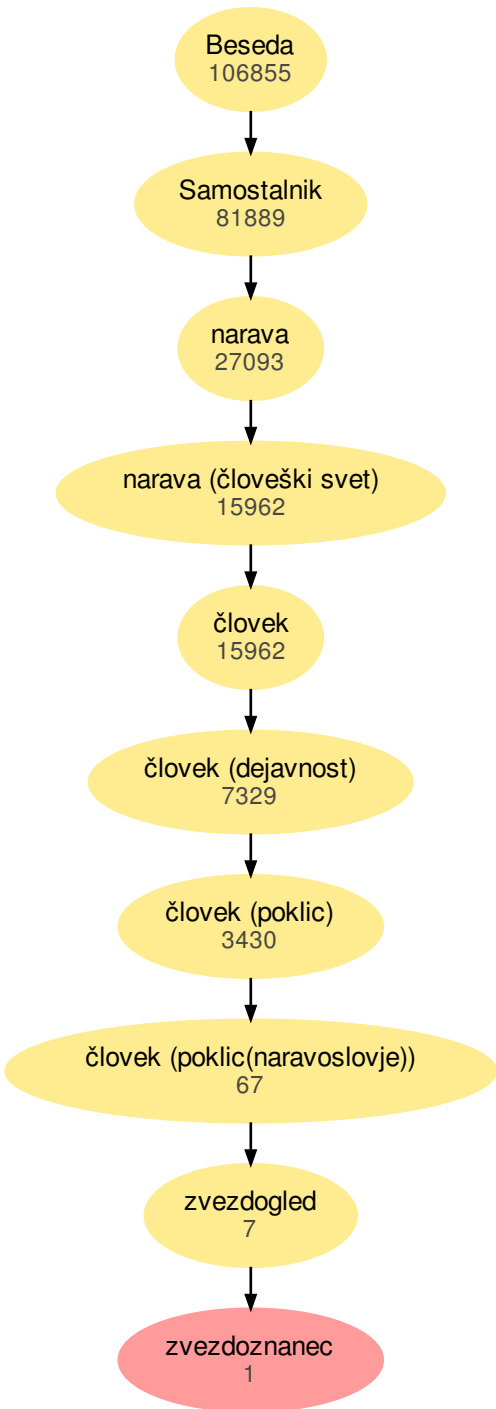 Beseda
106855
Samostalnik
81889
narava
27093
narava (človeški svet)
15962
človek
15962
človek (dejavnost)
7329
človek (poklic)
3430
človek (poklic(naravoslovje))
67
zvezdogled
7
zvezdoznanec
1